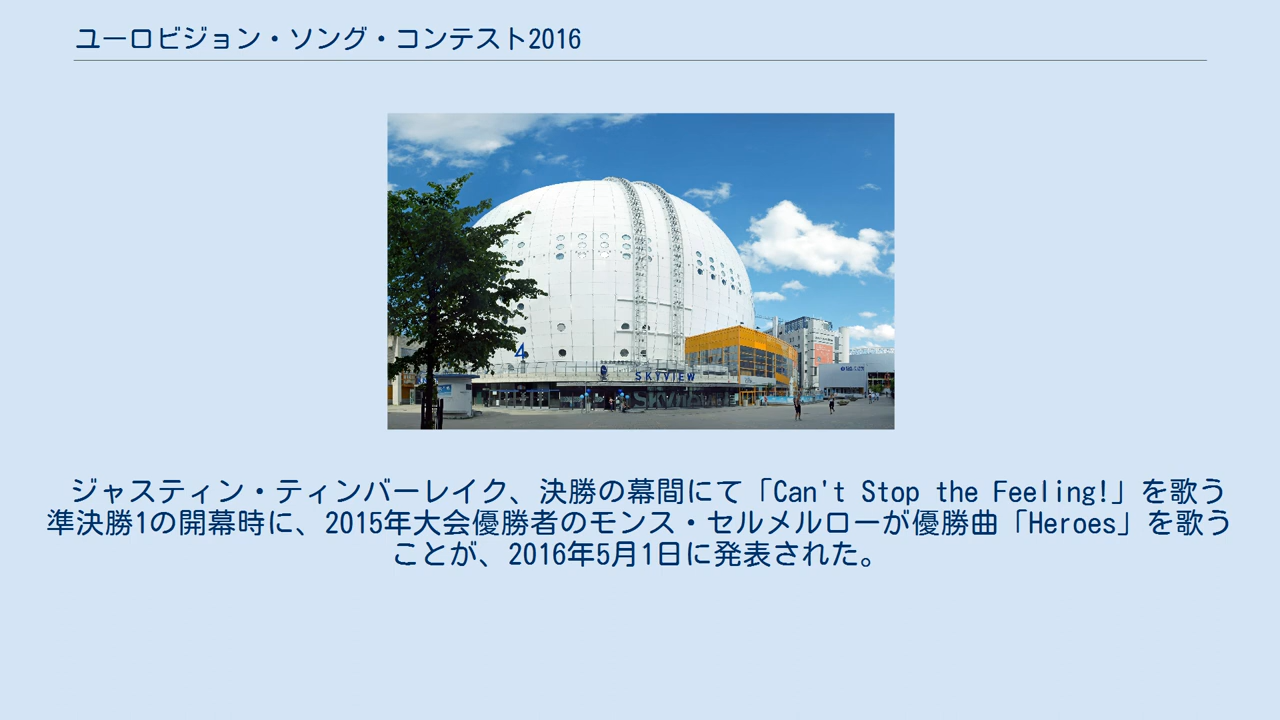 ユーロビジョン・ソング・コンテスト2016
4
SKYVIEW
ジャスティン・ティンバーレイク、決勝の幕間にて「Can't Stop the Feeling!」を歌う
準決勝1の開幕時に、2015年大会優勝者のモンス・セルメルローが優勝曲「Heroes」を歌う
ことが、2016年5月1日に発表された。